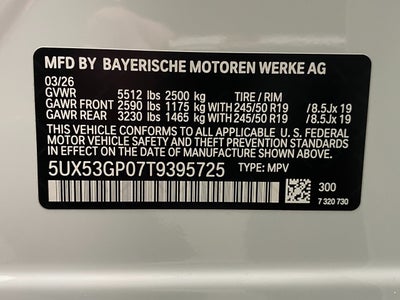 MFD BY BAYERISCHE MOTOREN WERKE AG
03/26
GVWR 5512 lbs 2500 kg TIRE / RIM
GAWR FRONT 2590 lbs 1175 kg WITH 245/50 R19 / 8.5Jx 19
GAWR REAR 3230 lbs 1465 kg WITH 245/50 R19 / 8.5Jx 19
THIS VEHICLE CONFORMS TO ALL APPLICABLE U.S. FEDERAL
MOTOR VEHICLE SAFETY AND THEFT PREVENTION STANDARDS
IN EFFECT ON THE DATE OF MANUFACTURE SHOWN ABOVE.
5UX53GP07T9395725 TYPE: MPV
300
7 320 730